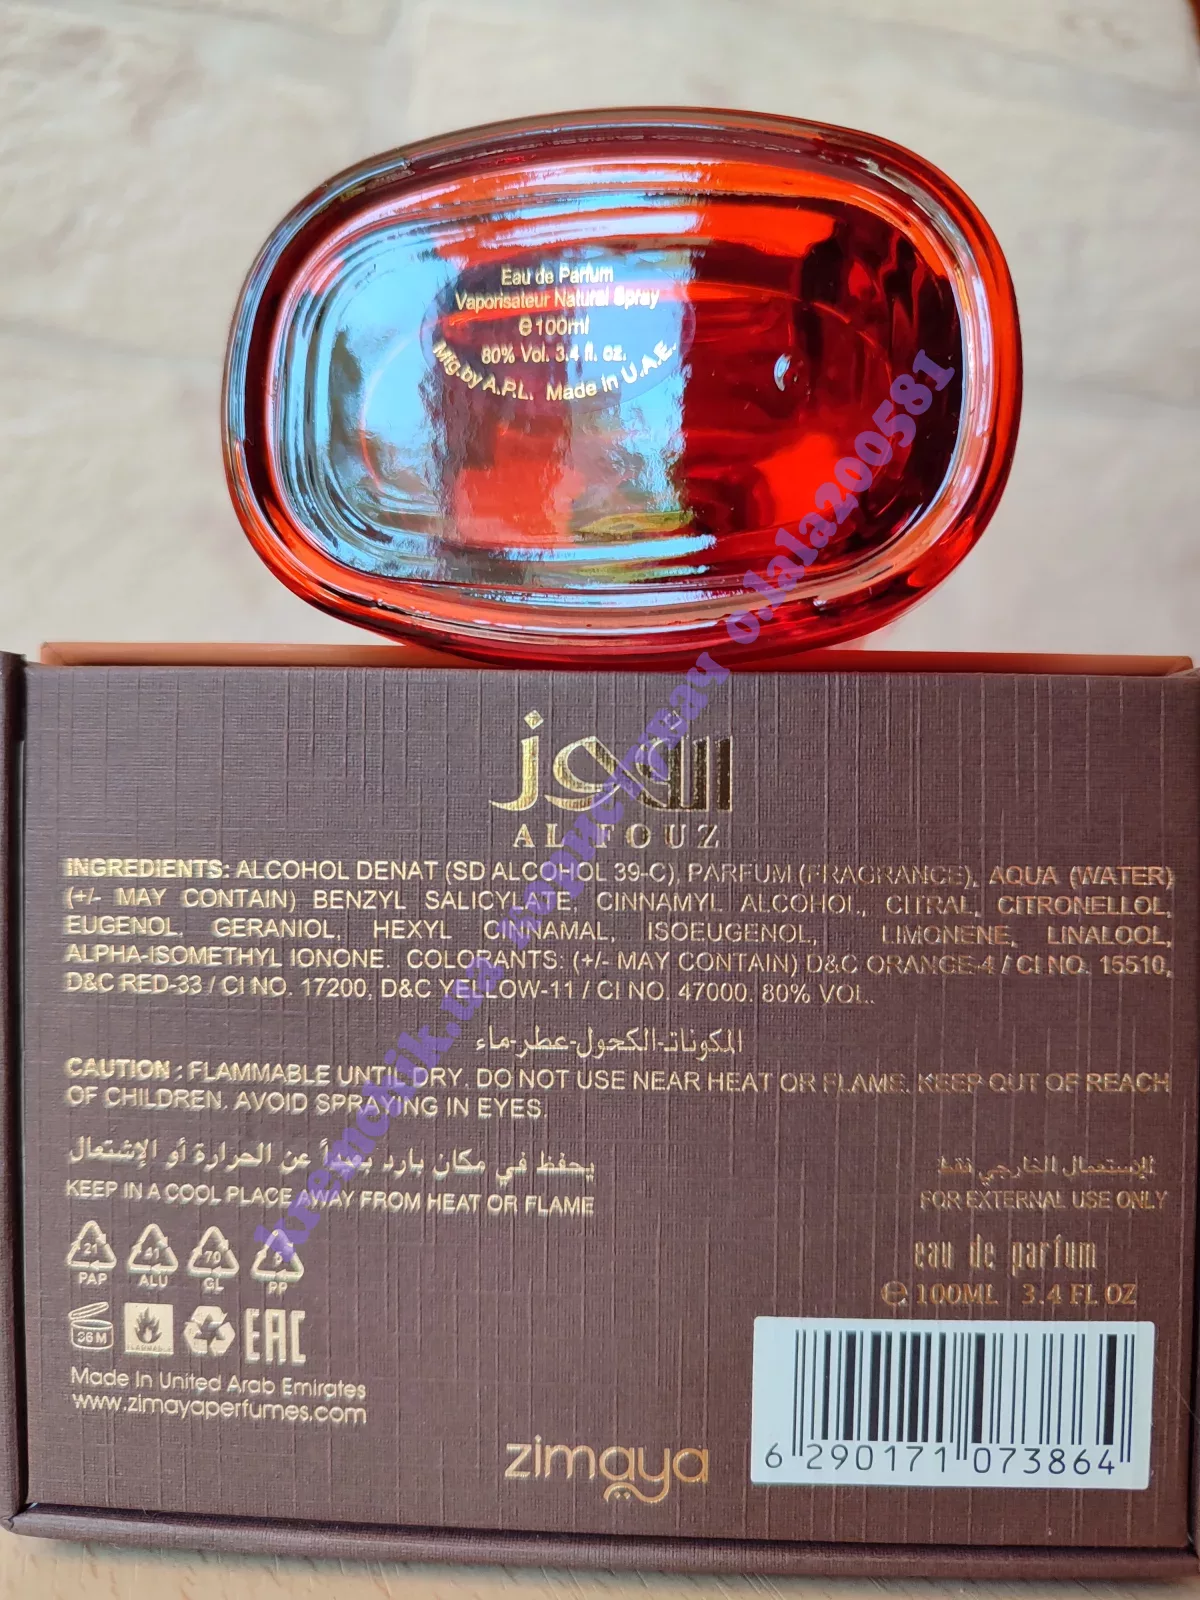 Eau de Parfum
Vaporisateur Natural Spray
℮ 100ml
80% Vol. 3.4 fl. oz.
Mfg.by A.P.L. Made in U.A.E.
الفوز
AL FOUZ
INGREDIENTS: ALCOHOL DENAT (SD ALCOHOL 39-C), PARFUM (FRAGRANCE), AQUA (WATER)
(+/- MAY CONTAIN) BENZYL SALICYLATE, CINNAMYL ALCOHOL, CITRAL, CITRONELLOL,
EUGENOL, GERANIOL, HEXYL CINNAMAL, ISOEUGENOL, LIMONENE, LINALOOL,
ALPHA-ISOMETHYL IONONE. COLORANTS: (+/- MAY CONTAIN) D&C ORANGE-4 / CI NO. 15510,
D&C RED-33 / CI NO. 17200, D&C YELLOW-11 / CI NO. 47000. 80% VOL..
المكونات-الكحول-عطر-ماء
CAUTION : FLAMMABLE UNTIL DRY. DO NOT USE NEAR HEAT OR FLAME. KEEP OUT OF REACH
OF CHILDREN. AVOID SPRAYING IN EYES.
يحفظ في مكان بارد بعيداً عن الحرارة أو الإشتعال
KEEP IN A COOL PLACE AWAY FROM HEAT OR FLAME
للإستعمال الخارجي فقط
FOR EXTERNAL USE ONLY
21 41 70 5
PAP ALU GL PP
eau de parfum
℮ 100ML 3.4 FL OZ
36 M EAC
Made In United Arab Emirates
www.zimayaperfumes.com
zimaya
6 290171 073864
o.lala200581
kremenchik.ua